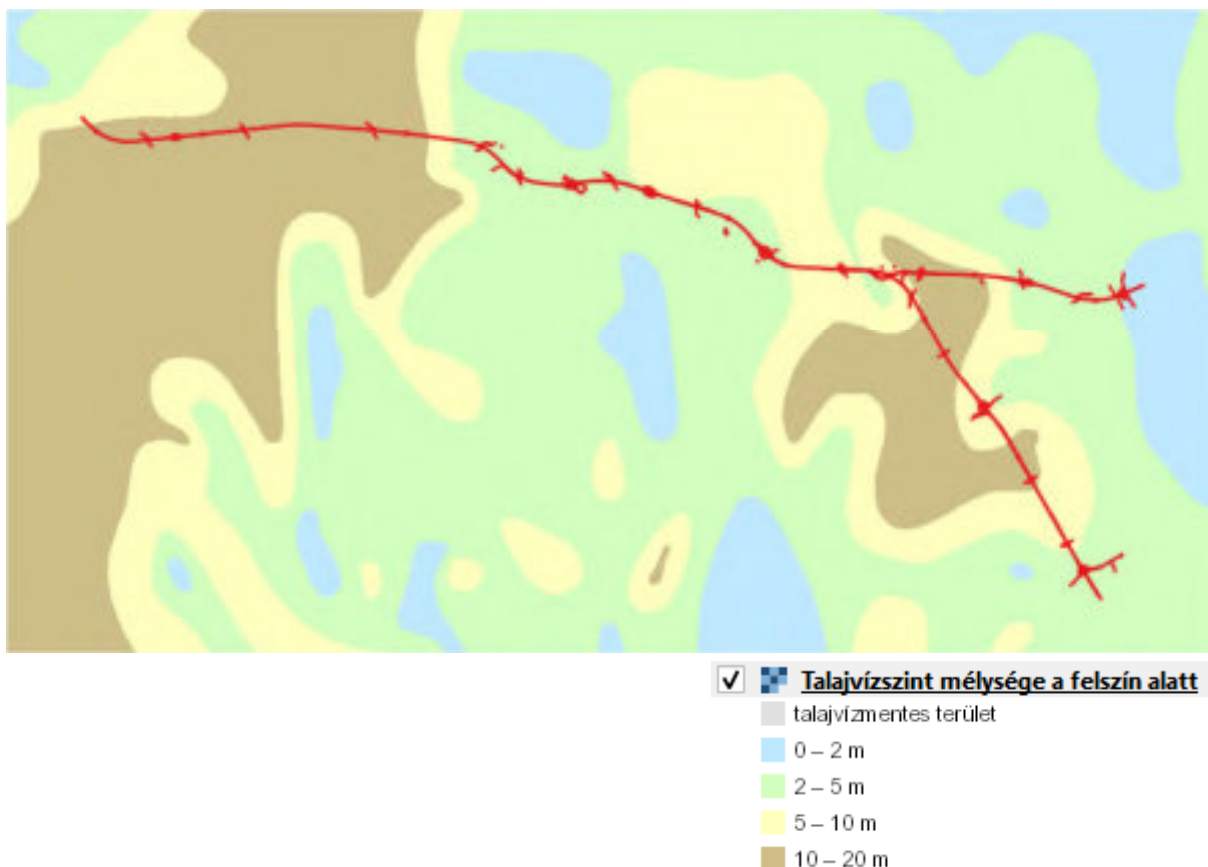 Talajvízszint mélysége a felszín alatt
talajvízmentes terület
0 – 2 m
2 – 5 m
5 – 10 m
10 – 20 m